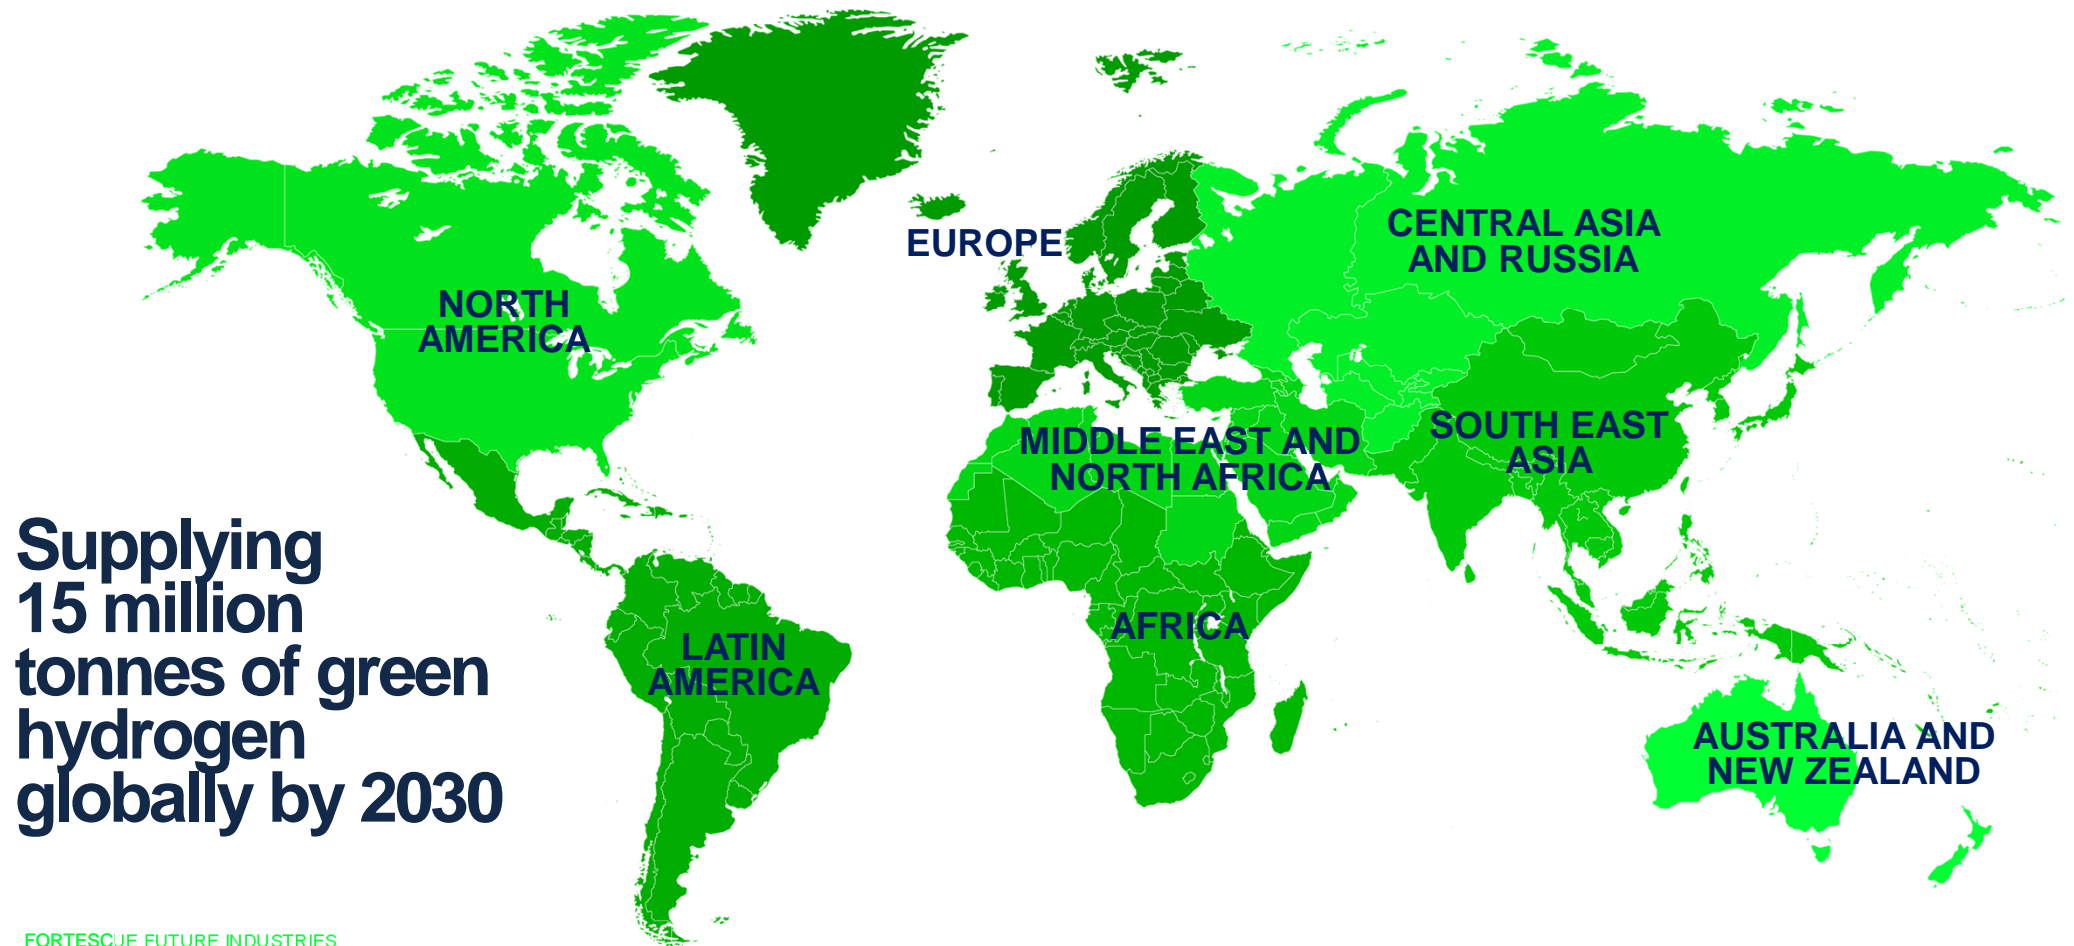 EUROPE
CENTRAL ASIA
AND RUSSIA
NORTH
AMERICA
SOUTH EAST
ASIA
MIDDLE EAST AND
NORTH AFRICA
Supplying
15 million
tonnes of green
hydrogen
globally by 2030
AFRICA
LATIN
AMERICA
AUSTRALIA AND
NEW ZEALAND
FORTESCUE FUTURE INDUSTRIES